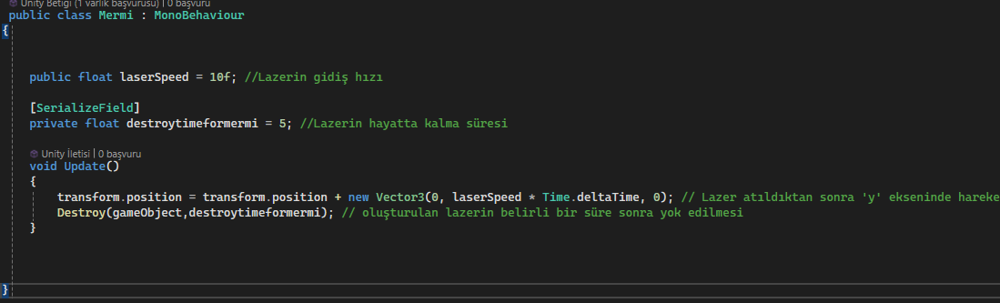 Unity Betiği (1 varlık başvurusu) | 0 başvuru
public class Mermi : MonoBehaviour
{
public float laserSpeed = 10f; //Lazerin gidiş hızı
[SerializeField]
private float destroytimeformermi = 5; //Lazerin hayatta kalma süresi
Unity İletisi | 0 başvuru
void Update()
{
transform.position = transform.position + new Vector3(0, laserSpeed * Time.deltaTime, 0); // Lazer atıldıktan sonra 'y' ekseninde hareke
Destroy(gameObject,destroytimeformermi); // oluşturulan lazerin belirli bir süre sonra yok edilmesi
}
}